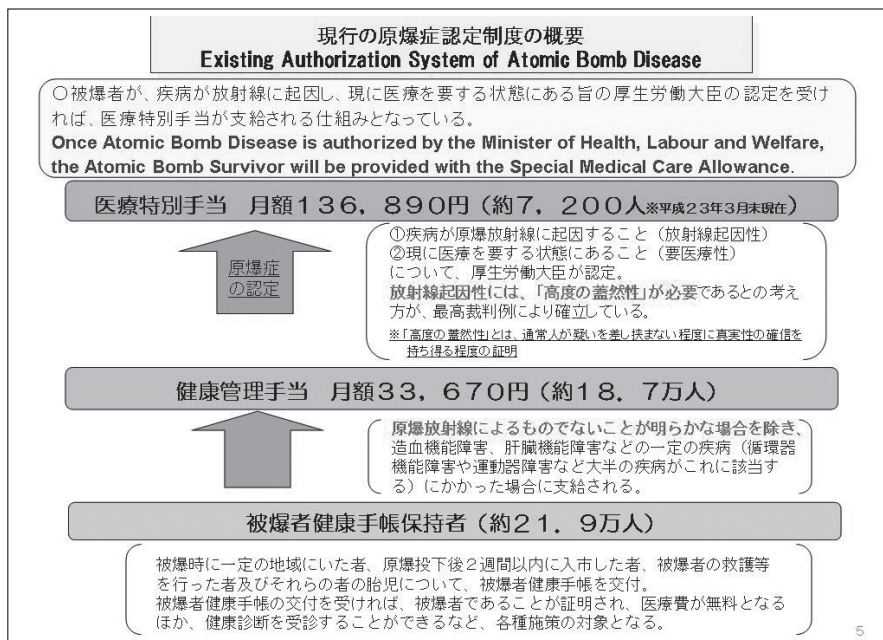 現行の原爆症認定制度の概要
Existing Authorization System of Atomic Bomb Disease
○被爆者が、疾病が放射線に起因し、現に医療を要する状態にある旨の厚生労働大臣の認定を受け
れば、医療特別手当が支給される仕組みとなっている。
Once Atomic Bomb Disease is authorized by the Minister of Health, Labour and Welfare,
the Atomic Bomb Survivor will be provided with the Special Medical Care Allowance.
医療特別手当 月額136,890円(約7,200人※平成23年3月末現在)
原爆症
の認定
①疾病が原爆放射線に起因すること(放射線起因性)
②現に医療を要する状態にあること(要医療性)
について、厚生労働大臣が認定。
放射線起因性には、「高度の蓋然性」が必要であるとの考え
方が、最高裁判例により確立している。
※「高度の蓋然性」とは、通常人が疑いを差し挟まない程度に真実性の確信を
持ち得る程度の証明
健康管理手当 月額33,670円(約18.7万人)
原爆放射線によるものでないことが明らかな場合を除き、
造血機能障害、肝臓機能障害などの一定の疾病(循環器
機能障害や運動器障害など大半の疾病がこれに該当す
る)にかかった場合に支給される。
被爆者健康手帳保持者(約21.9万人)
被爆時に一定の地域にいた者、原爆投下後2週間以内に入市した者、被爆者の救護等
を行った者及びそれらの者の胎児について、被爆者健康手帳を交付。
被爆者健康手帳の交付を受ければ、被爆者であることが証明され、医療費が無料となる
ほか、健康診断を受診することができるなど、各種施策の対象となる。
5